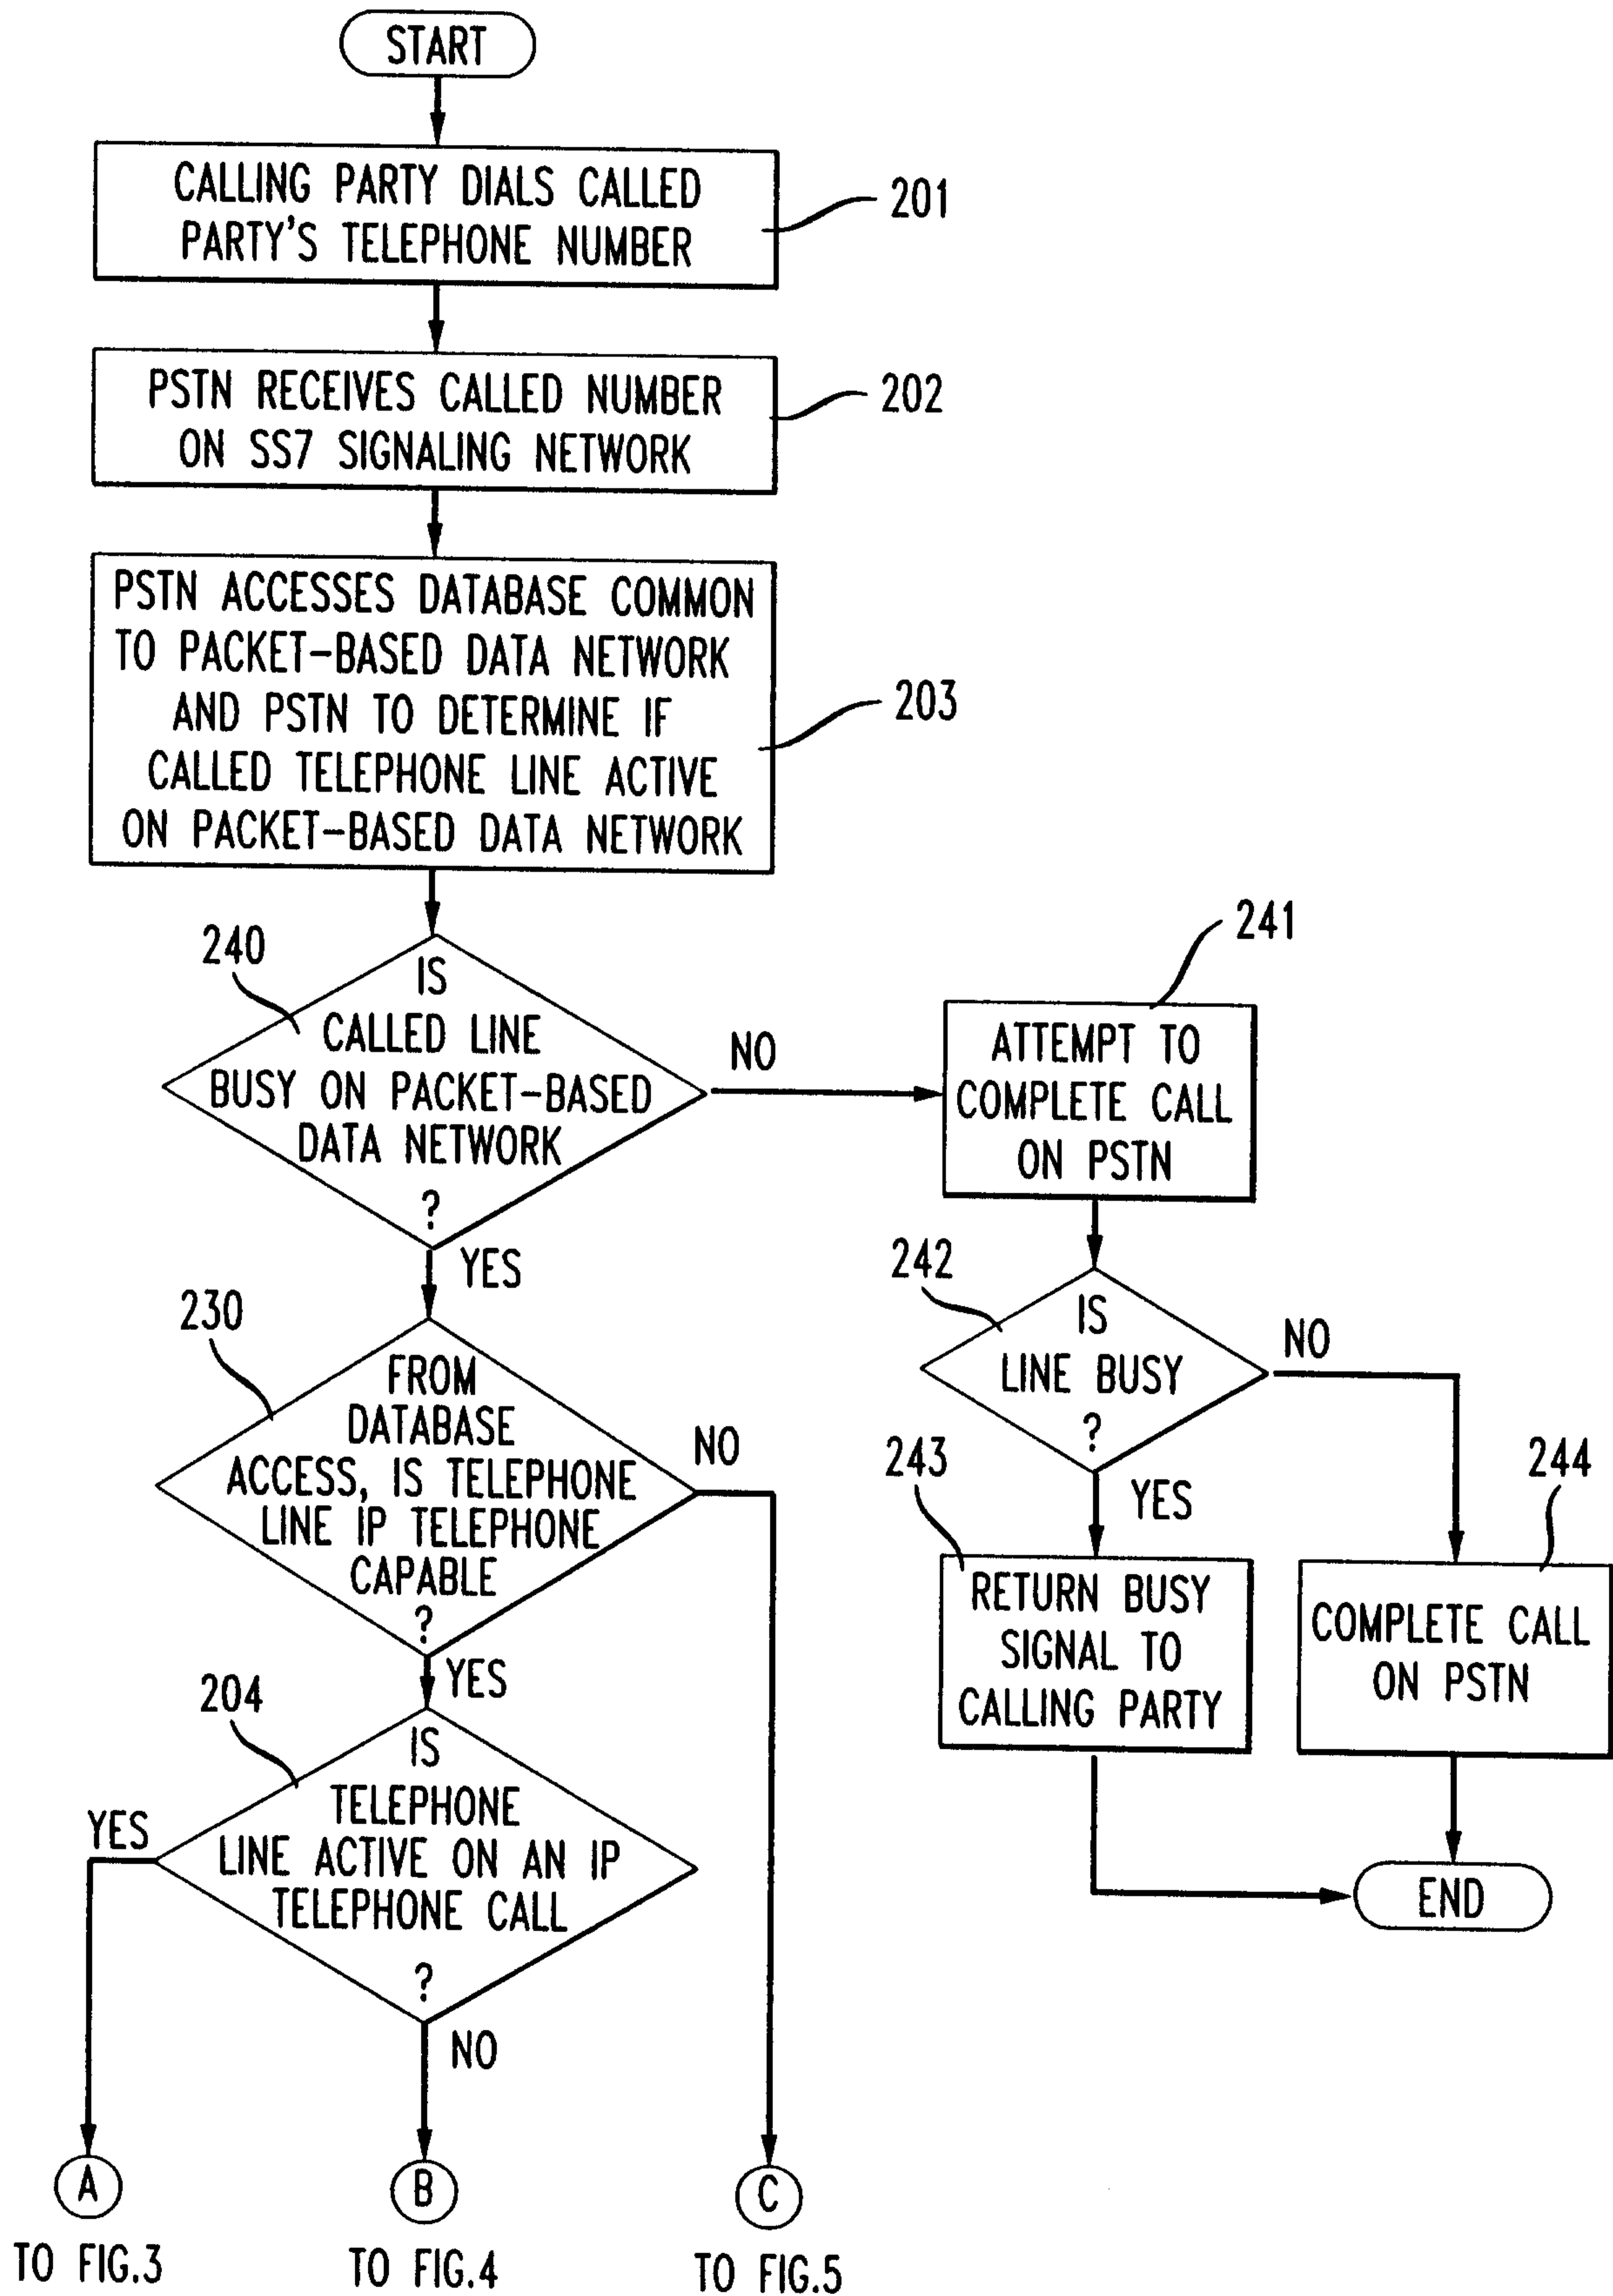 START
CALLING PARTY DIALS CALLED
PARTY'S TELEPHONE NUMBER
201
PSTN RECEIVES CALLED NUMBER
ON SS7 SIGNALING NETWORK
202
PSTN ACCESSES DATABASE COMMON
TO PACKET-BASED DATA NETWORK
AND PSTN TO DETERMINE IF
CALLED TELEPHONE LINE ACTIVE
ON PACKET-BASED DATA NETWORK
203
240
IS
CALLED LINE
BUSY ON PACKET-BASED
DATA NETWORK
?
NO
YES
241
ATTEMPT TO
COMPLETE CALL
ON PSTN
242
IS
LINE BUSY
?
NO
YES
230
FROM
DATABASE
ACCESS, IS TELEPHONE
LINE IP TELEPHONE
CAPABLE
?
NO
YES
243
RETURN BUSY
SIGNAL TO
CALLING PARTY
244
COMPLETE CALL
ON PSTN
END
204
IS
TELEPHONE
LINE ACTIVE ON AN IP
TELEPHONE CALL
?
YES
NO
A
TO FIG.3
B
TO FIG.4
C
TO FIG.5